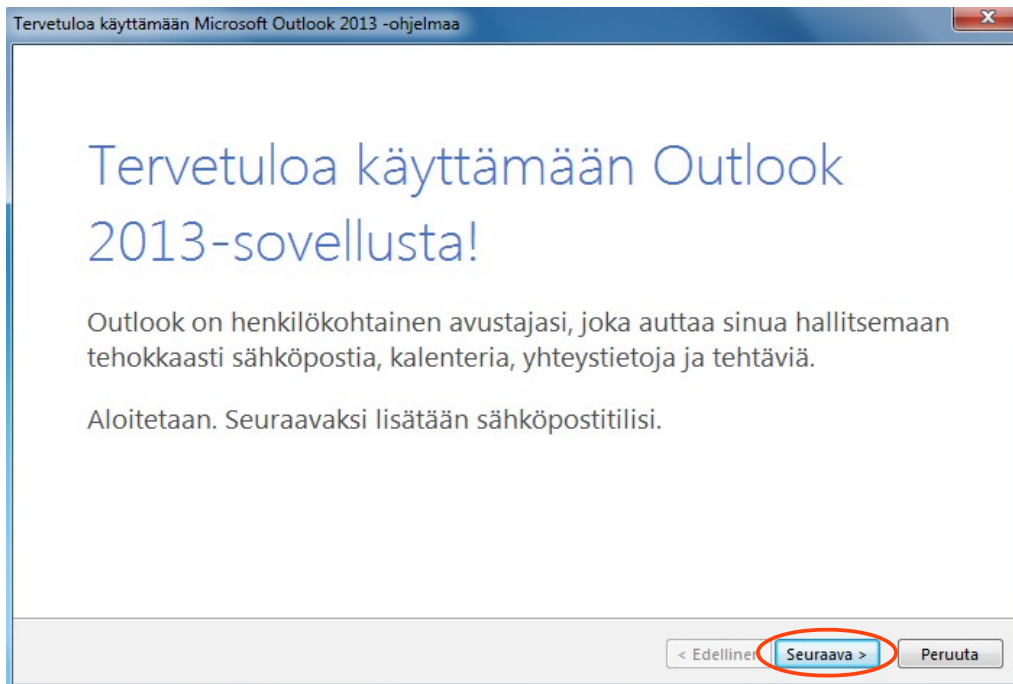 Tervetuloa käyttämään Microsoft Outlook 2013 -ohjelmaa
Tervetuloa käyttämään Outlook
2013-sovellusta!
Outlook on henkilökohtainen avustajasi, joka auttaa sinua hallitsemaan
tehokkaasti sähköpostia, kalenteria, yhteystietoja ja tehtäviä.
Aloitetaan. Seuraavaksi lisätään sähköpostitilisi.
< Edellinen Seuraava > Peruuta